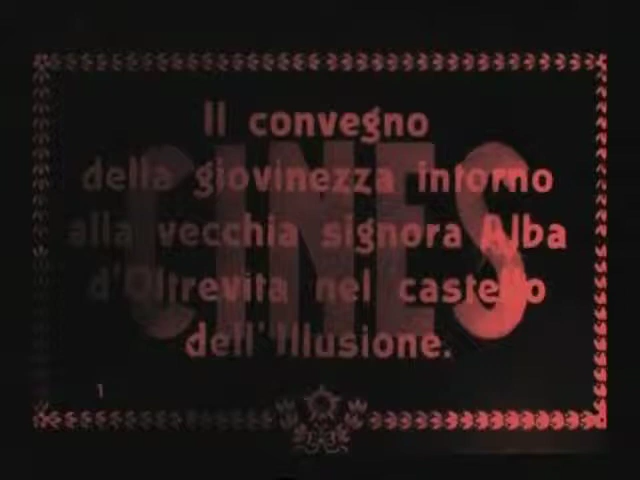 Il convegno
della giovinezza intorno
alla vecchia signora Alba
d'Oltrevita nel castello
dell'Illusione.
CINES
1